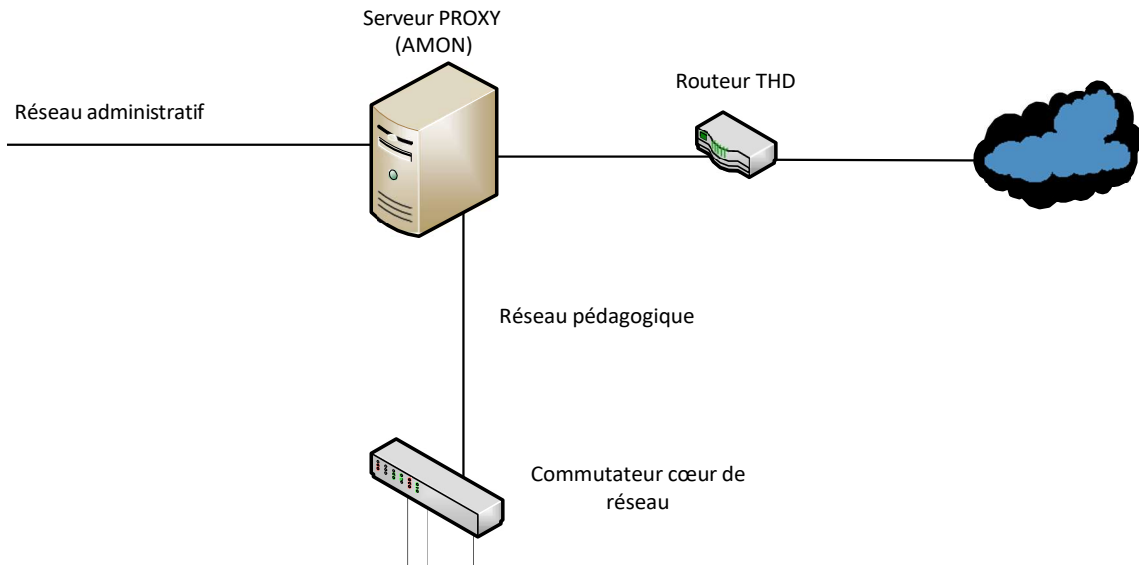 Serveur PROXY
(AMON)
Routeur THD
Réseau administratif
Réseau pédagogique
Commutateur cœur de
réseau